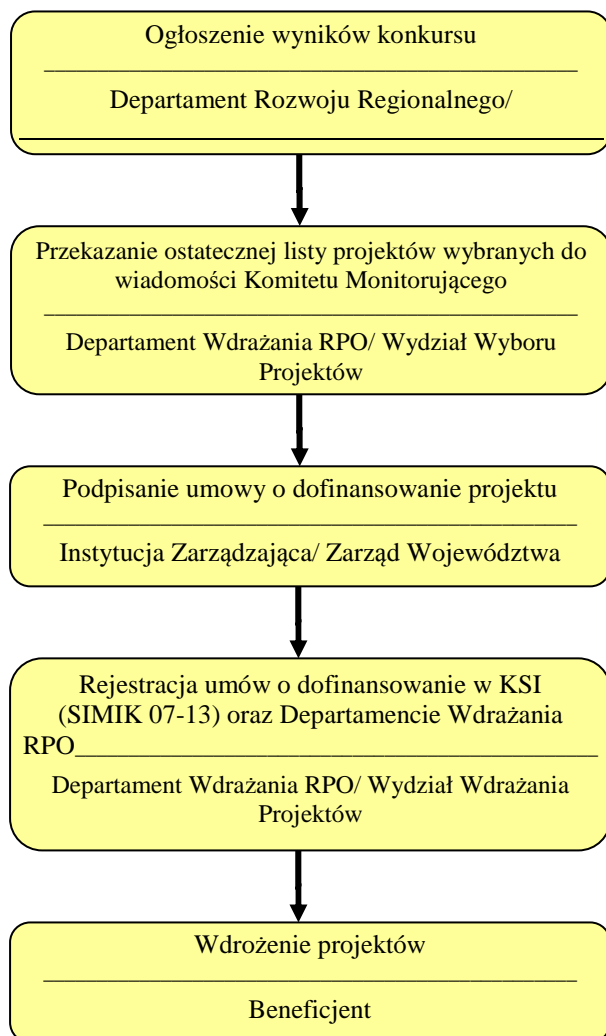 Ogłoszenie wyników konkursu
Departament Rozwoju Regionalnego/
Przekazanie ostatecznej listy projektów wybranych do
wiadomości Komitetu Monitorującego
Departament Wdrażania RPO/ Wydział Wyboru
Projektów
Podpisanie umowy o dofinansowanie projektu
Instytucja Zarządzająca/ Zarząd Województwa
Rejestracja umów o dofinansowanie w KSI
(SIMIK 07-13) oraz Departamencie Wdrażania
RPO
Departament Wdrażania RPO/ Wydział Wdrażania
Projektów
Wdrożenie projektów
Beneficjent